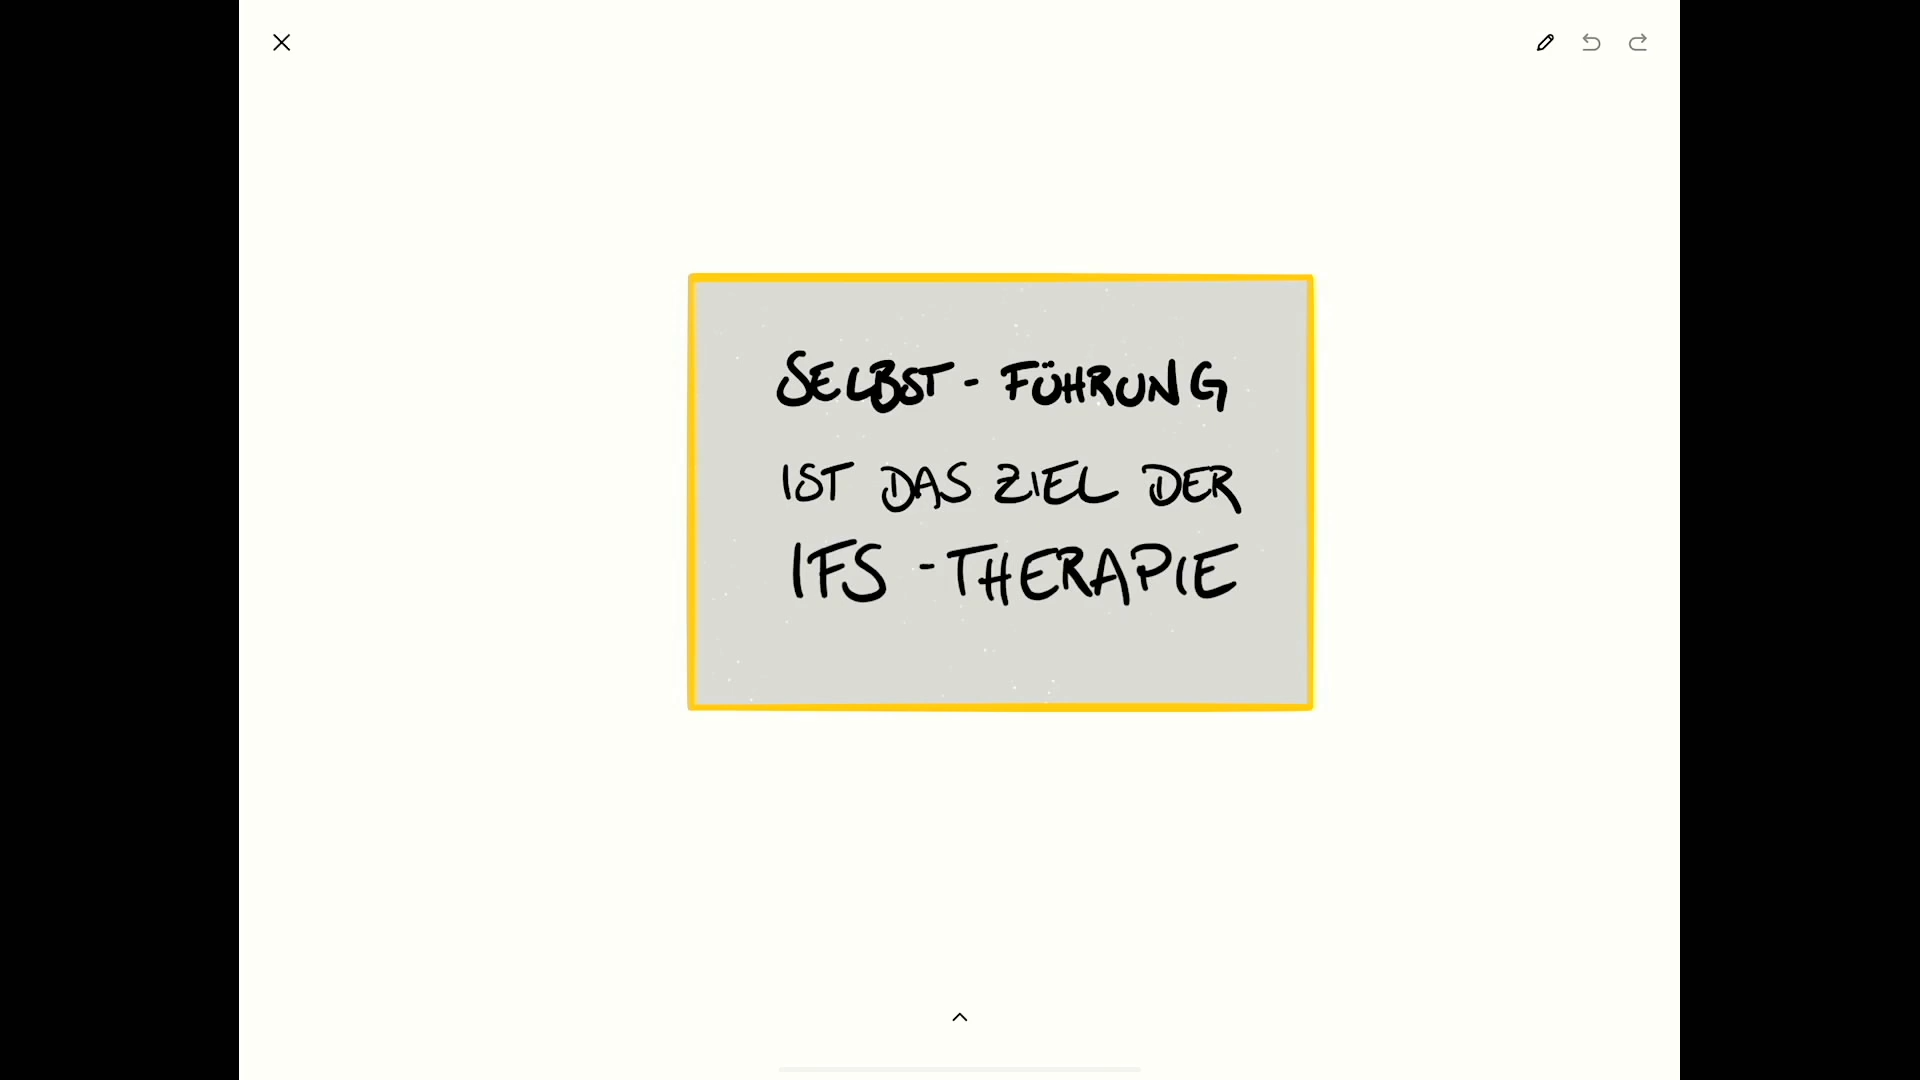 SELBST - FÜHRUNG
IST DAS ZIEL DER
IFS - THERAPIE